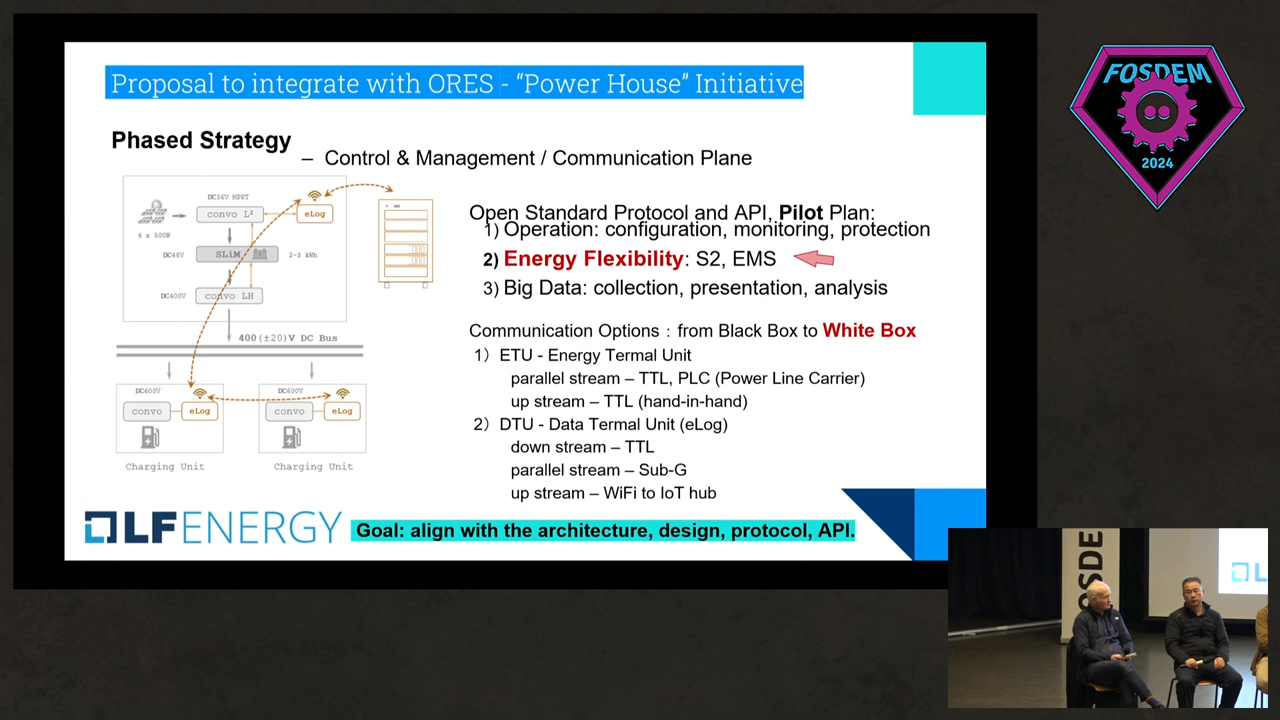 Proposal to integrate with ORES - “Power House” Initiative
Phased Strategy
– Control & Management / Communication Plane
DC36V MPPT
convo L²
eLog
4 x 500W
DC48V
SLiM
2-3 kWh
DC400V
convo LH
400(±20)V DC Bus
DC600V
convo
eLog
Charging Unit
DC600V
convo
eLog
Charging Unit
Open Standard Protocol and API, Pilot Plan:
1) Operation: configuration, monitoring, protection
2) Energy Flexibility: S2, EMS
3) Big Data: collection, presentation, analysis
Communication Options : from Black Box to White Box
1) ETU - Energy Termal Unit
parallel stream – TTL, PLC (Power Line Carrier)
up stream – TTL (hand-in-hand)
2) DTU - Data Termal Unit (eLog)
down stream – TTL
parallel stream – Sub-G
up stream – WiFi to IoT hub
LFENERGY
Goal: align with the architecture, design, protocol, API.
FOSDEM
2024
OSDE